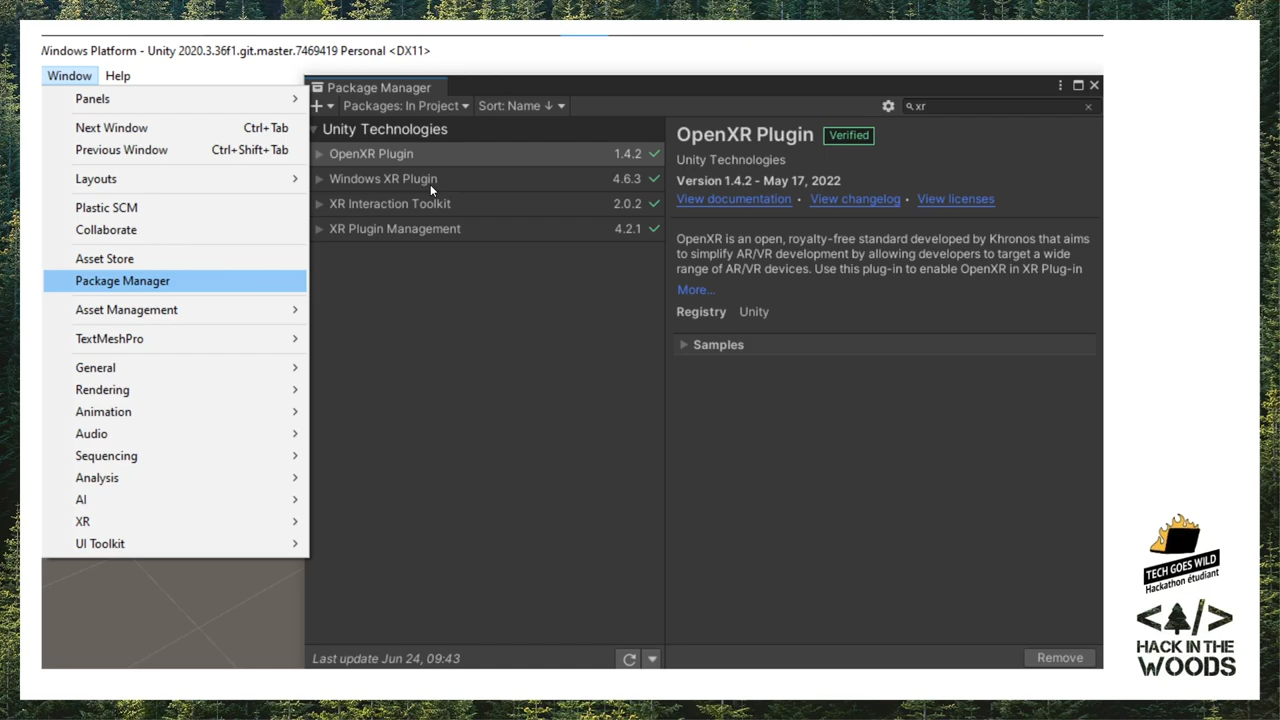 Windows Platform - Unity 2020.3.36f1.git.master.7469419 Personal <DX11>
Window Help
Panels
Next Window Ctrl+Tab
Previous Window Ctrl+Shift+Tab
Layouts
Plastic SCM
Collaborate
Asset Store
Package Manager
Asset Management
TextMeshPro
General
Rendering
Animation
Audio
Sequencing
Analysis
AI
XR
UI Toolkit
Package Manager
Packages: In Project Sort: Name ↓
xr
Unity Technologies
OpenXR Plugin 1.4.2
Windows XR Plugin 4.6.3
XR Interaction Toolkit 2.0.2
XR Plugin Management 4.2.1
Last update Jun 24, 09:43
OpenXR Plugin Verified
Unity Technologies
Version 1.4.2 - May 17, 2022
View documentation • View changelog • View licenses
OpenXR is an open, royalty-free standard developed by Khronos that aims
to simplify AR/VR development by allowing developers to target a wide
range of AR/VR devices. Use this plug-in to enable OpenXR in XR Plug-in
More...
Registry Unity
Samples
Remove
TECH GOES WILD
Hackathon étudiant
HACK IN THE
WOODS